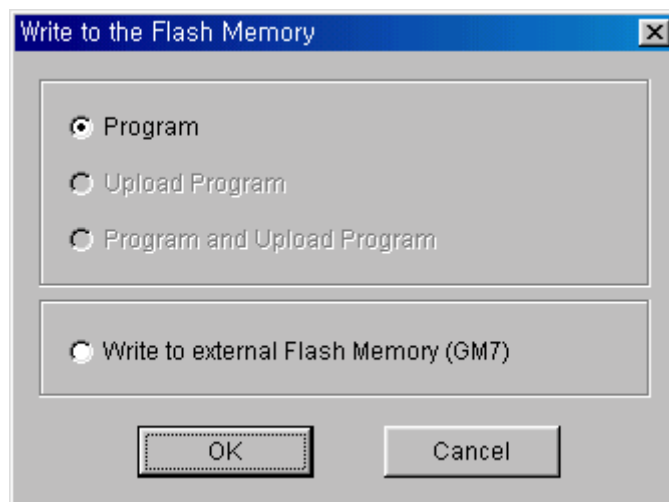 Write to the Flash Memory
Program
Upload Program
Program and Upload Program
Write to external Flash Memory (GM7)
OK
Cancel